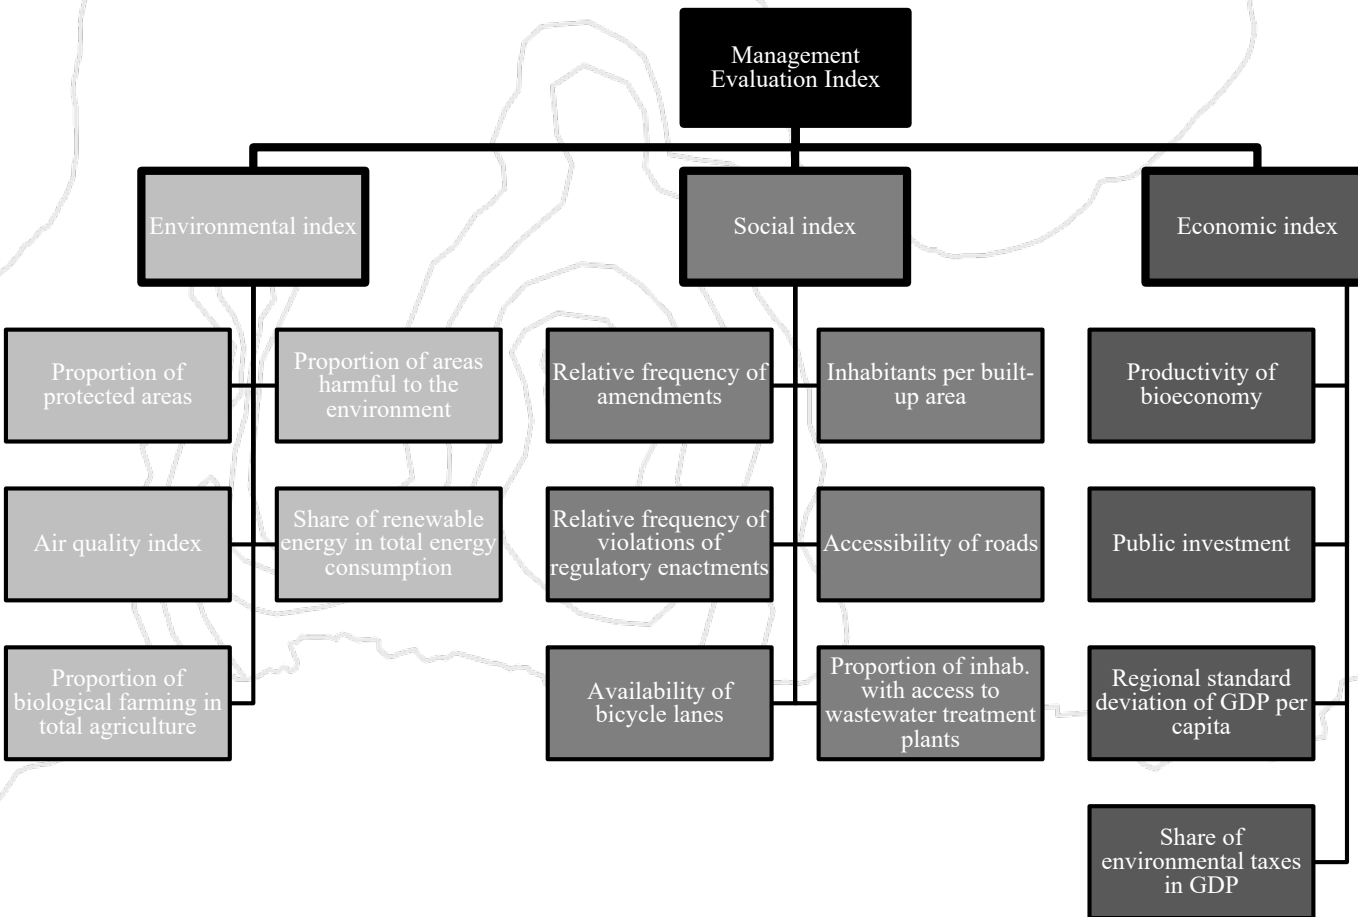 Management
Evaluation Index
Environmental index
Social index
Economic index
Proportion of
protected areas
Proportion of areas
harmful to the
environment
Relative frequency of
amendments
Inhabitants per built-
up area
Productivity of
bioeconomy
Air quality index
Share of renewable
energy in total energy
consumption
Relative frequency of
violations of
regulatory enactments
Accessibility of roads
Public investment
Proportion of
biological farming in
total agriculture
Availability of
bicycle lanes
Proportion of inhab.
with access to
wastewater treatment
plants
Regional standard
deviation of GDP per
capita
Share of
environmental taxes
in GDP